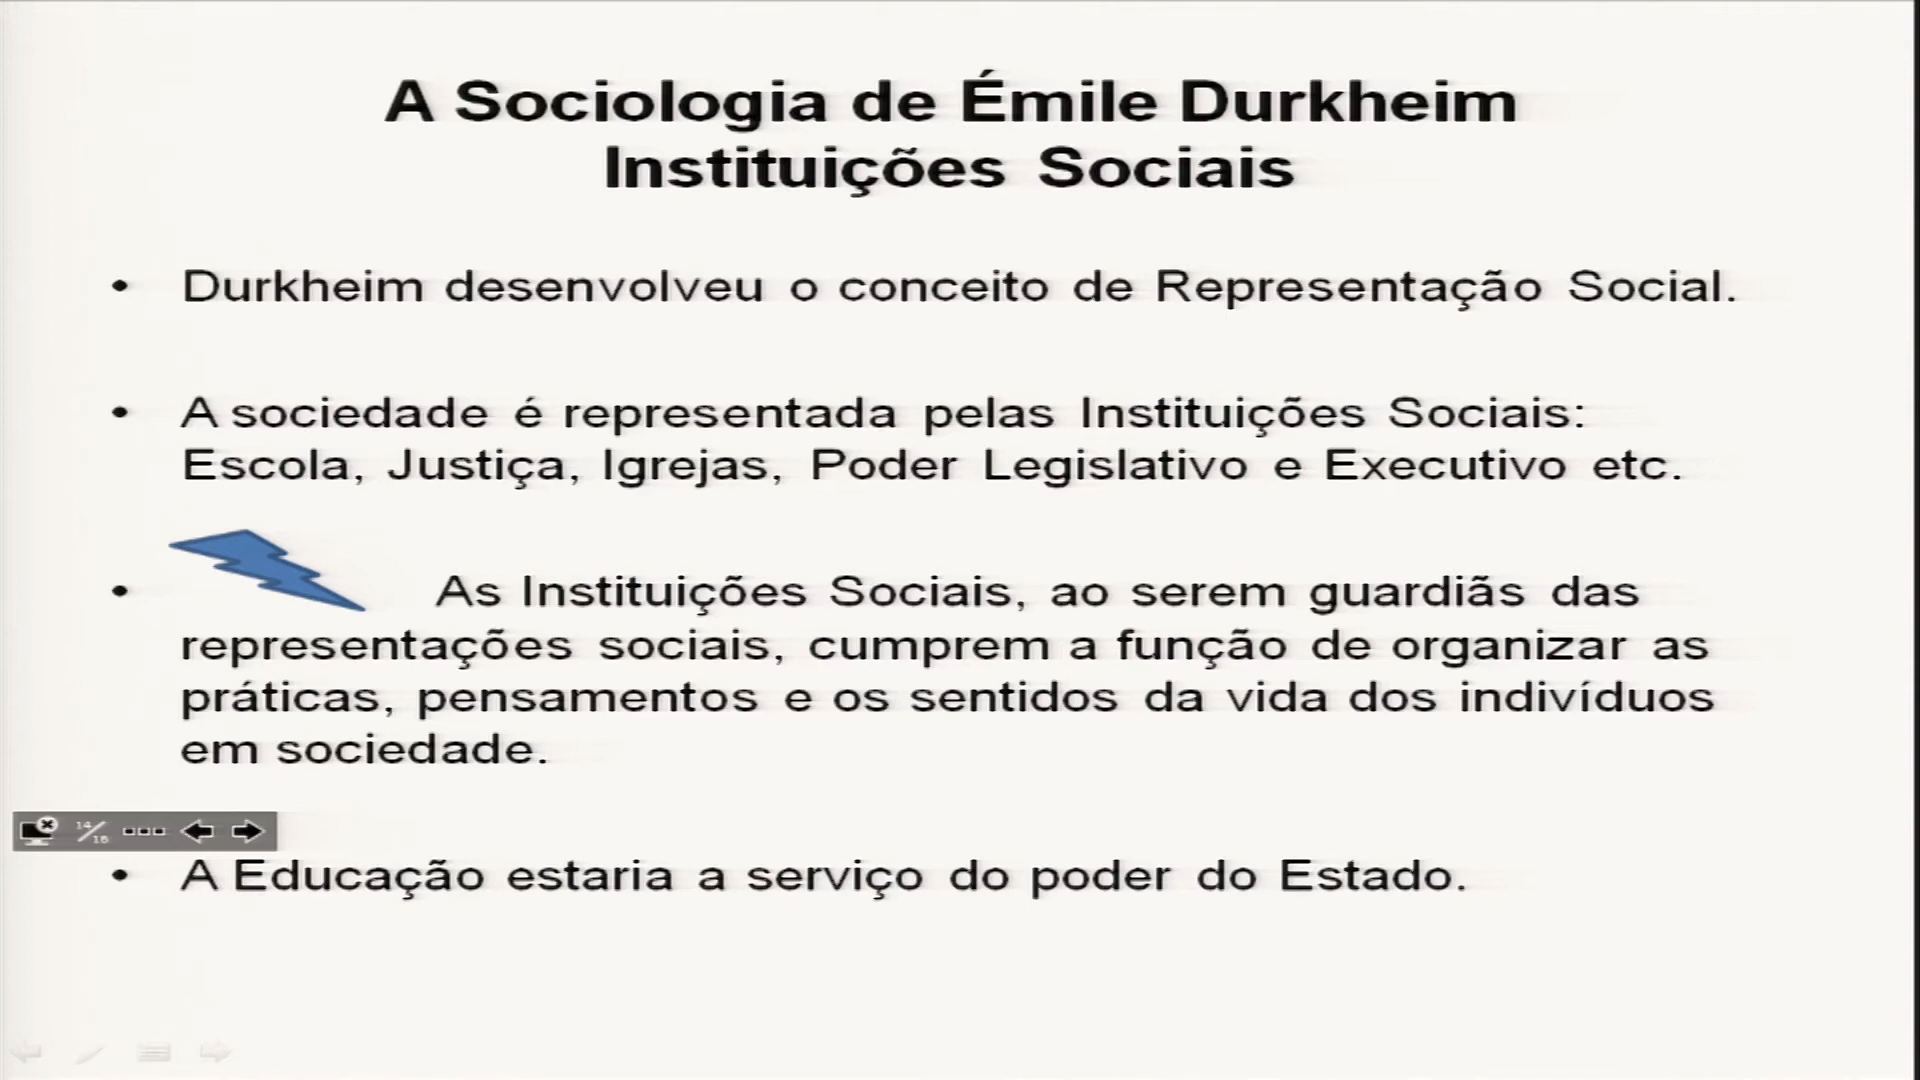 A Sociologia de Émile Durkheim
Instituições Sociais
• Durkheim desenvolveu o conceito de Representação Social.
• A sociedade é representada pelas Instituições Sociais:
Escola, Justiça, Igrejas, Poder Legislativo e Executivo etc.
• As Instituições Sociais, ao serem guardiãs das
representações sociais, cumprem a função de organizar as
práticas, pensamentos e os sentidos da vida dos indivíduos
em sociedade.
14/16
• A Educação estaria a serviço do poder do Estado.